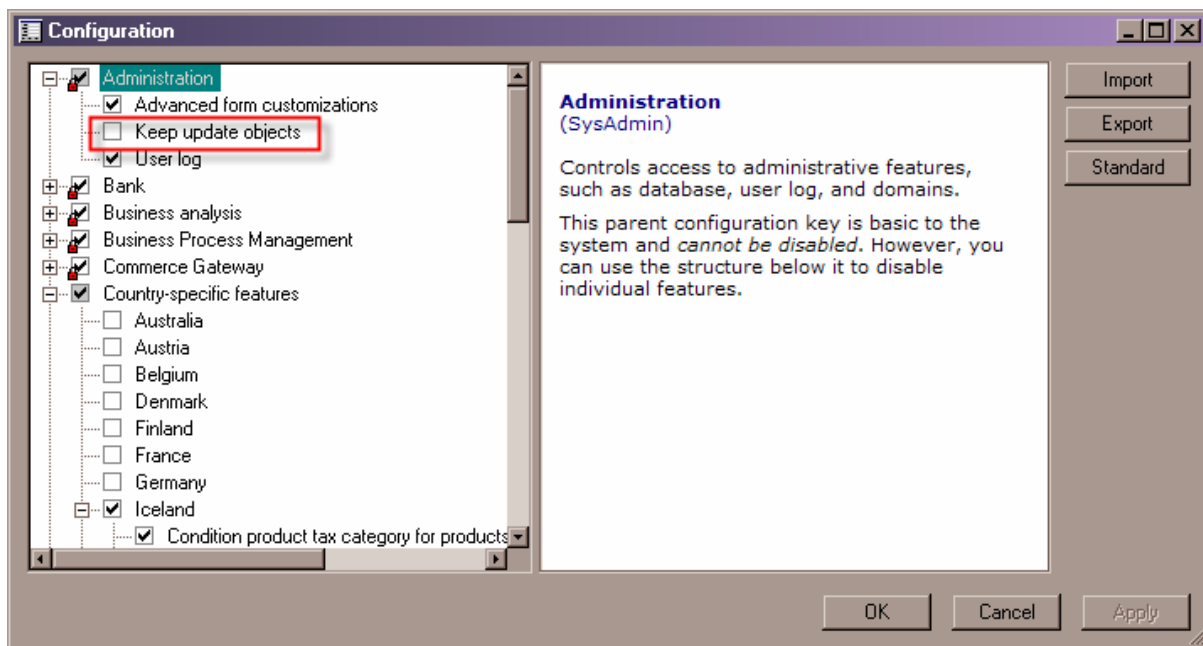 Configuration
Administration
Advanced form customizations
Keep update objects
User log
Bank
Business analysis
Business Process Management
Commerce Gateway
Country-specific features
Australia
Austria
Belgium
Denmark
Finland
France
Germany
Iceland
Condition product tax category for products
Administration
(SysAdmin)
Controls access to administrative features,
such as database, user log, and domains.
This parent configuration key is basic to the
system and cannot be disabled. However, you
can use the structure below it to disable
individual features.
Import
Export
Standard
OK
Cancel
Apply